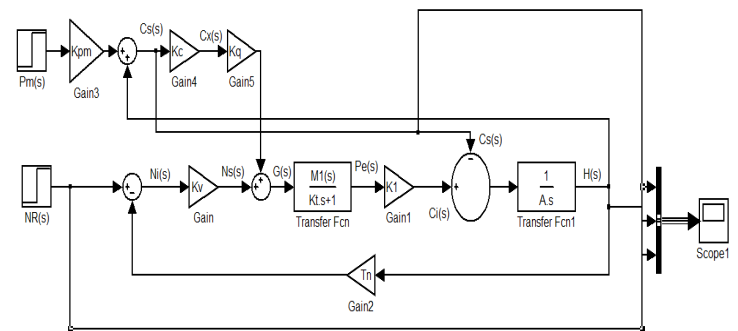 Cs(s)
Cx(s)
Kpm
Kc
Kq
Pm(s)
Gain3
Gain4
Gain5
Cs(s)
Ni(s)
Ns(s)
G(s)
M1(s)
Kt.s+1
Pe(s)
1
A.s
H(s)
Kv
K1
NR(s)
Gain
Transfer Fcn
Gain1
Ci(s)
Transfer Fcn1
Scope1
Tn
Gain2